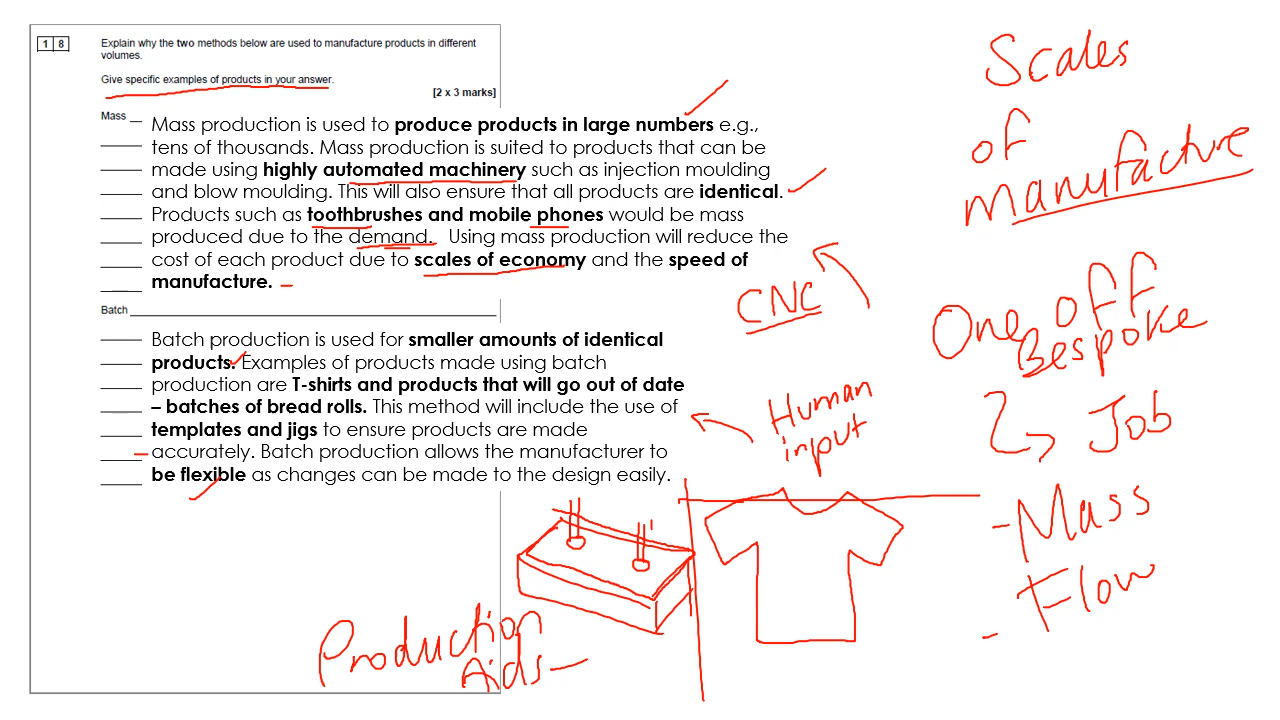 18
Explain why the two methods below are used to manufacture products in different
volumes.
Give specific examples of products in your answer.
[2 x 3 marks]
Mass
Mass production is used to produce products in large numbers e.g.,
tens of thousands. Mass production is suited to products that can be
made using highly automated machinery such as injection moulding
and blow moulding. This will also ensure that all products are identical.
Products such as toothbrushes and mobile phones would be mass
produced due to the demand. Using mass production will reduce the
cost of each product due to scales of economy and the speed of
manufacture.
Batch
Batch production is used for smaller amounts of identical
products. Examples of products made using batch
production are T-shirts and products that will go out of date
– batches of bread rolls. This method will include the use of
templates and jigs to ensure products are made
accurately. Batch production allows the manufacturer to
be flexible as changes can be made to the design easily.
Scales
of
manufacture
CNC
One off
Bespoke
Human
input
Job
- Mass
- Flow
Production
Aids –